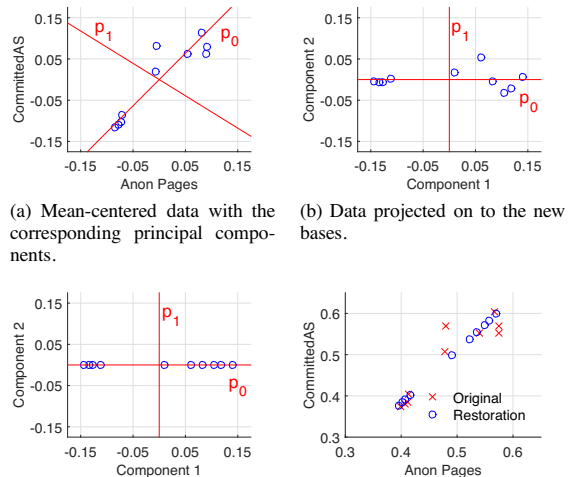 0.15
0.05
-0.05
-0.15
CommittedAS
p1
p0
-0.15 -0.05 0.05 0.15
Anon Pages
0.15
0.05
-0.05
-0.15
Component 2
p1
p0
-0.15 -0.05 0.05 0.15
Component 1
(a) Mean-centered data with the
corresponding principal compo-
nents.
(b) Data projected on to the new
bases.
0.15
0.05
-0.05
-0.15
Component 2
p1
p0
-0.15 -0.05 0.05 0.15
Component 1
0.6
0.5
0.4
0.3
CommittedAS
Original
Restoration
0.3 0.4 0.5 0.6
Anon Pages